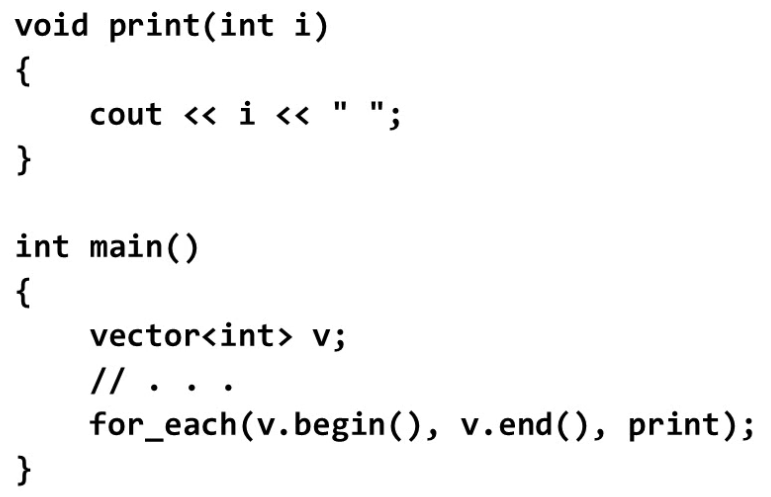 void print(int i)
{
    cout << i << " ";
}

int main()
{
    vector<int> v;
    // . . .
    for_each(v.begin(), v.end(), print);
}